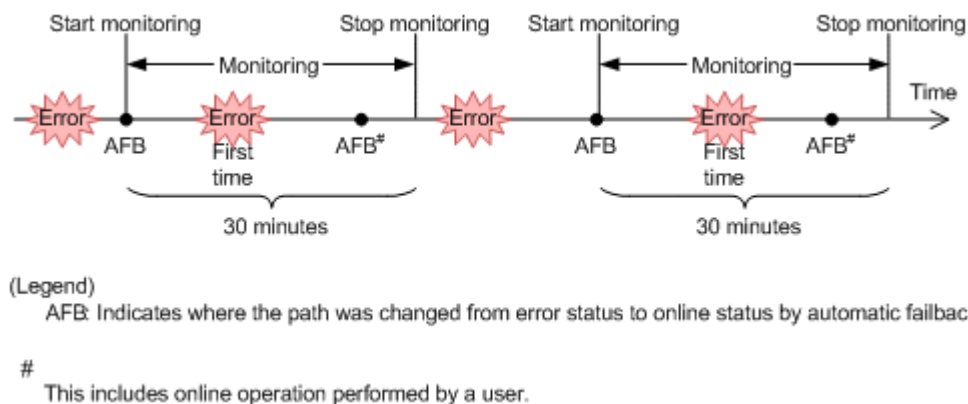 Start monitoring Stop monitoring Start monitoring Stop monitoring
Monitoring Monitoring
Time
Error Error Error Error
AFB AFB# AFB AFB#
First First
time time
30 minutes 30 minutes
(Legend)
AFB: Indicates where the path was changed from error status to online status by automatic failbac
#
This includes online operation performed by a user.